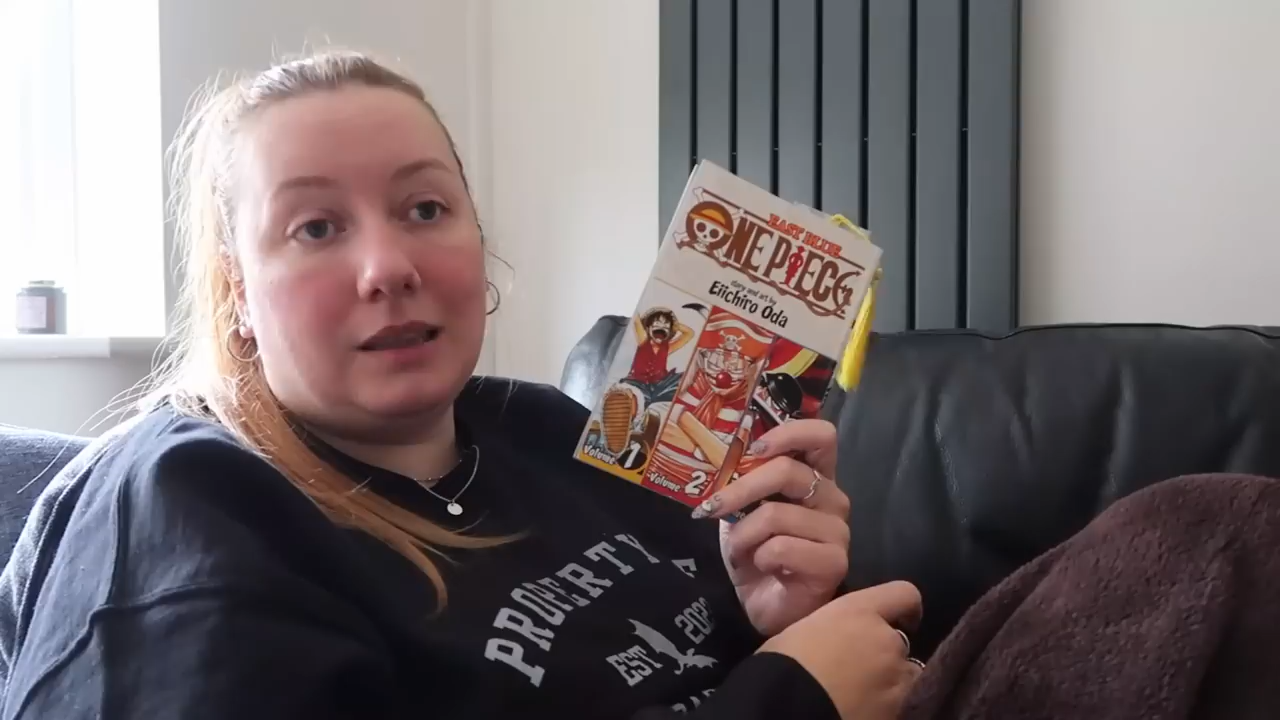 EAST BLUE
ONE PIECE
story and art by
Eiichiro Oda
Volume 1
Volume 2
PROPERTY
EST 202